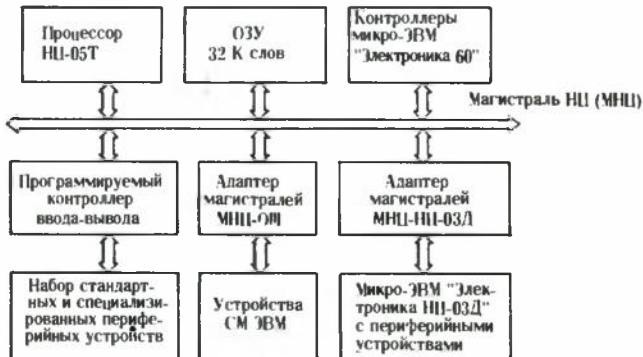 Процессор
НЦ-05Т
ОЗУ
32 К слов
Контроллеры
микро-ЭВМ
"Электроника 60"
Магистраль НЦ (МНЦ)
Программируемый
контроллер
ввода-вывода
Адаптер
магистралей
МНЦ-ОШ
Адаптер
магистралей
МНЦ-НЦ-03Д
Набор стандарт-
ных и специализи-
рованных перифе-
рийных устройств
Устройства
СМ ЭВМ
Микро-ЭВМ "Элек-
троника НЦ-03Д"
с периферийными
устройствами